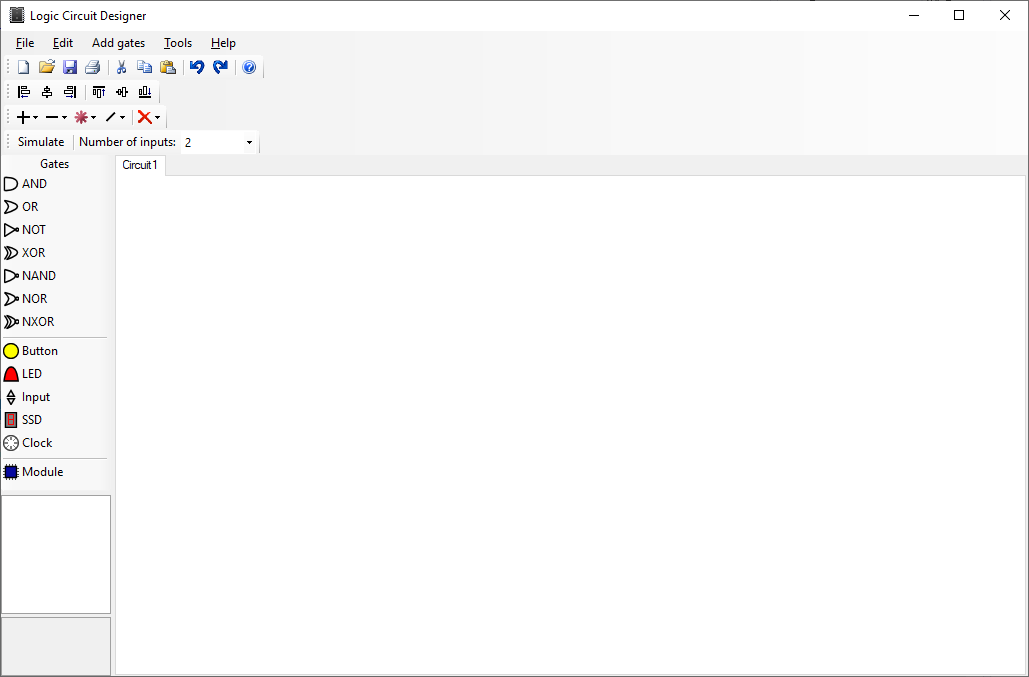 Logic Circuit Designer
File Edit Add gates Tools Help
Simulate Number of inputs: 2
Gates
Circuit1
AND
OR
NOT
XOR
NAND
NOR
NXOR
Button
LED
Input
SSD
Clock
Module